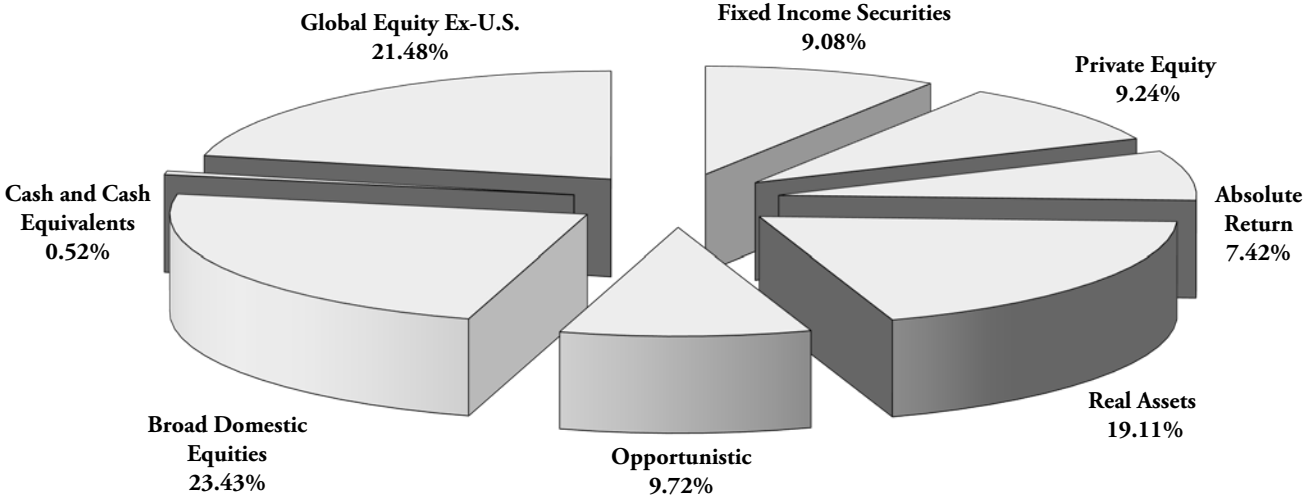 Fixed Income Securities
9.08%
Global Equity Ex-U.S.
21.48%
Private Equity
9.24%
Cash and Cash
Equivalents
0.52%
Absolute
Return
7.42%
Real Assets
19.11%
Broad Domestic
Equities
23.43%
Opportunistic
9.72%